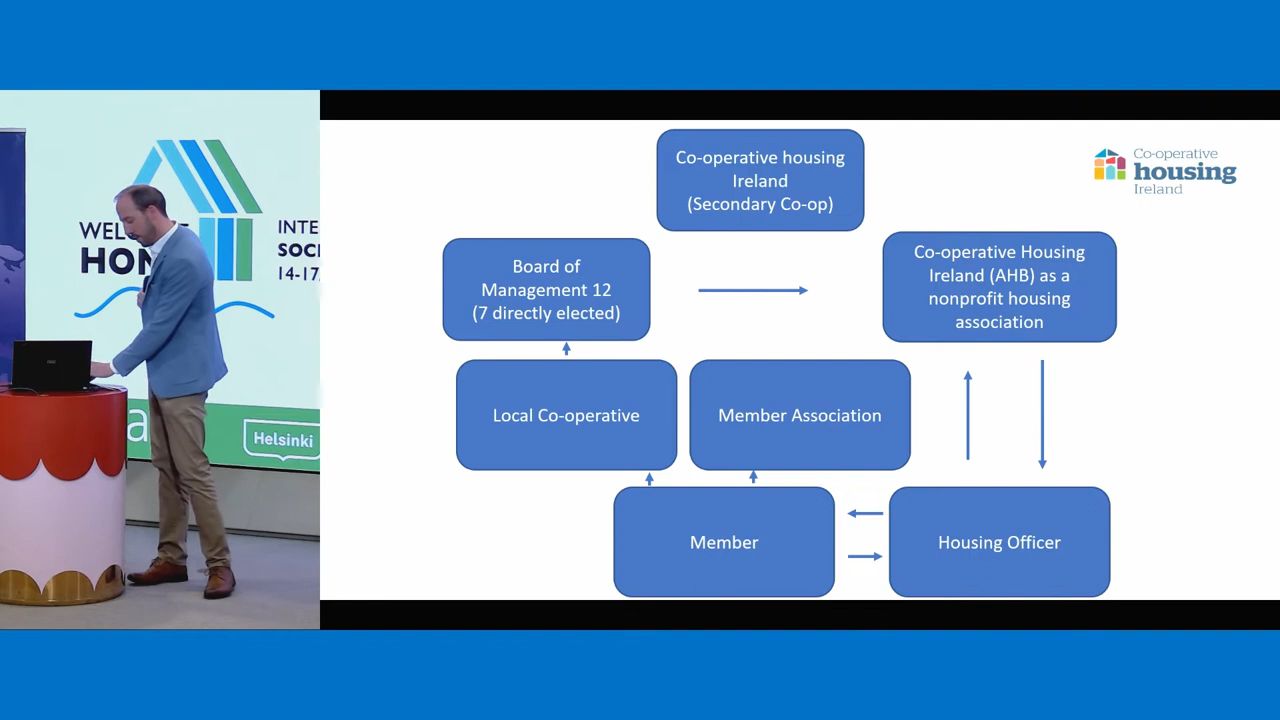 WEL
HOM
INTE
SOCI
14-17
a
Helsinki
Co-operative housing
Ireland
(Secondary Co-op)
Co-operative
housing
Ireland
Board of
Management 12
(7 directly elected)
Co-operative Housing
Ireland (AHB) as a
nonprofit housing
association
Local Co-operative
Member Association
Member
Housing Officer